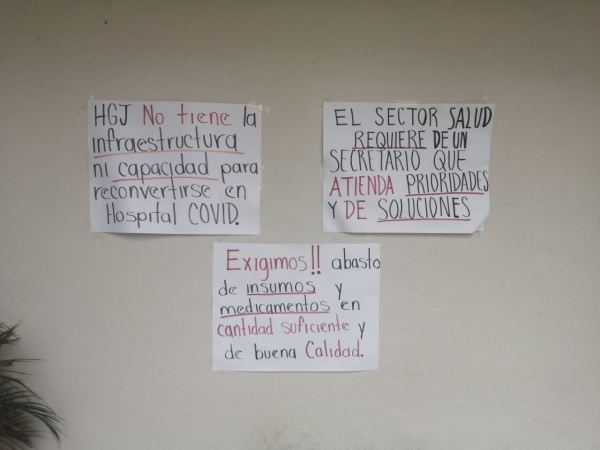 HGJ No tiene la
infraestructura
ni capacidad para
reconvertirse en
Hospital COVID.
EL SECTOR SALUD
REQUIERE DE UN
SECRETARIO QUE
ATIENDA PRIORIDADES
Y DE SOLUCIONES
Exigimos!! abasto
de insumos y
medicamentos en
cantidad suficiente y
de buena Calidad.